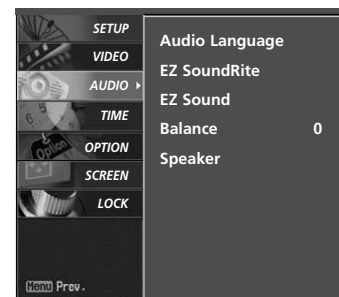 SETUP
VIDEO
AUDIO
TIME
OPTION
SCREEN
LOCK
Menu Prev.
Audio Language
EZ SoundRite
EZ Sound
Balance 0
Speaker